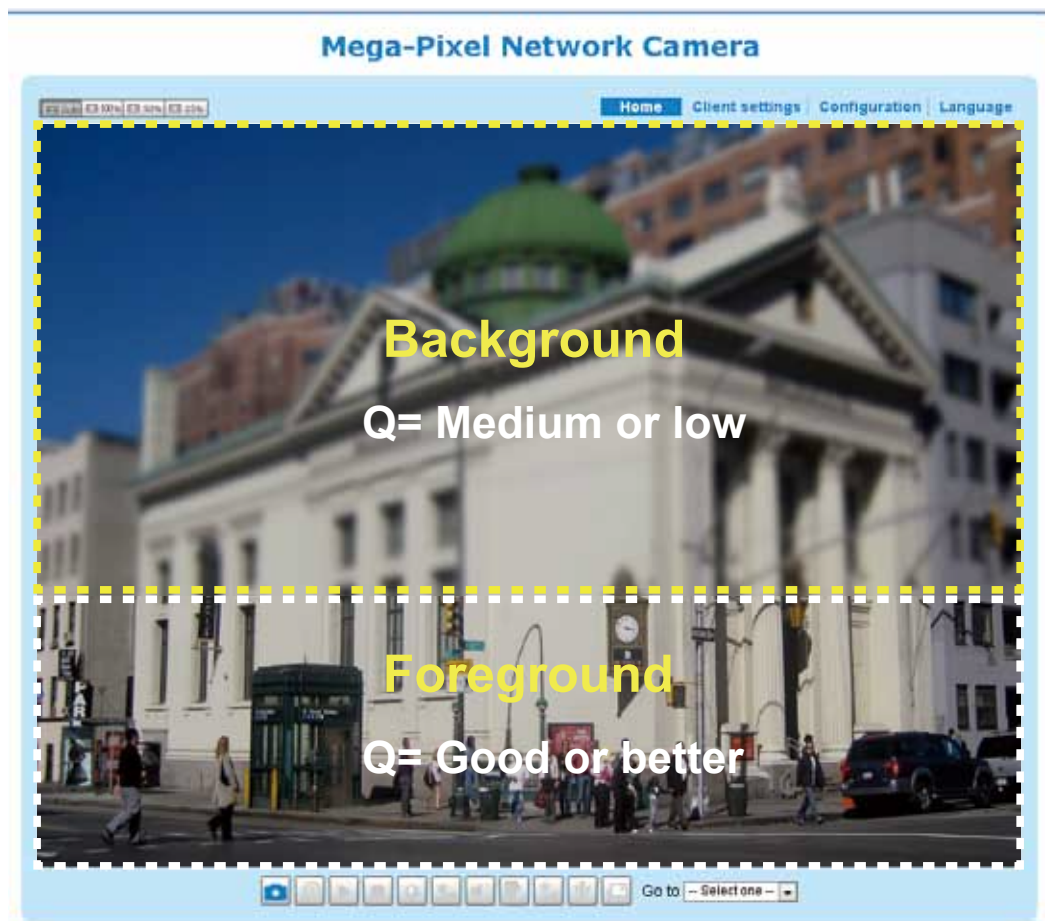 Mega-Pixel Network Camera
Home Client settings Configuration Language
Background
Q= Medium or low
Foreground
Q= Good or better
Go to -- Select one --